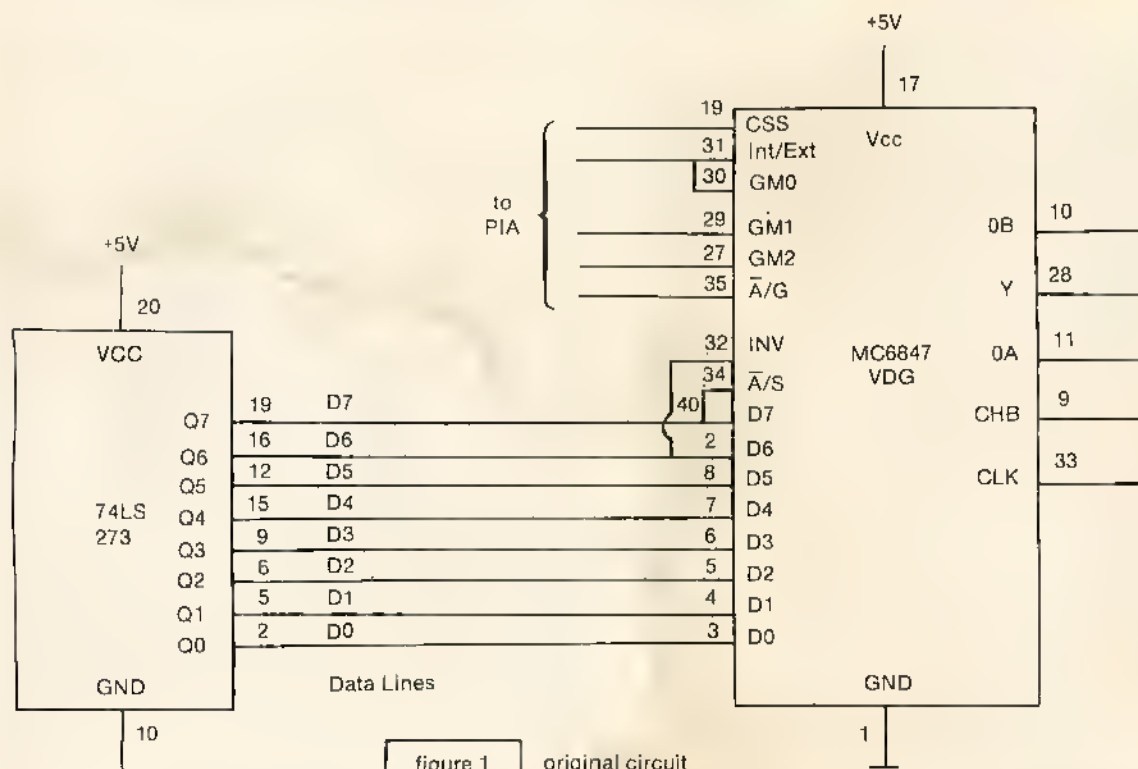 +5V
17
19
CSS
Vcc
31
Int/Ext
30
GM0
to
PIA
29
GM1
0B
10
27
GM2
35
A̅/G
Y
28
+5V
20
VCC
32
INV
MC6847
VDG
0A
11
34
A̅/S
Q7
19
D7
40
D7
CHB
9
Q6
16
D6
2
D6
Q5
12
D5
8
D5
CLK
33
74LS
273
Q4
15
D4
7
D4
Q3
9
D3
6
D3
Q2
6
D2
5
D2
Q1
5
D1
4
D1
Q0
2
D0
3
D0
GND
Data Lines
GND
10
1
figure 1 original circuit